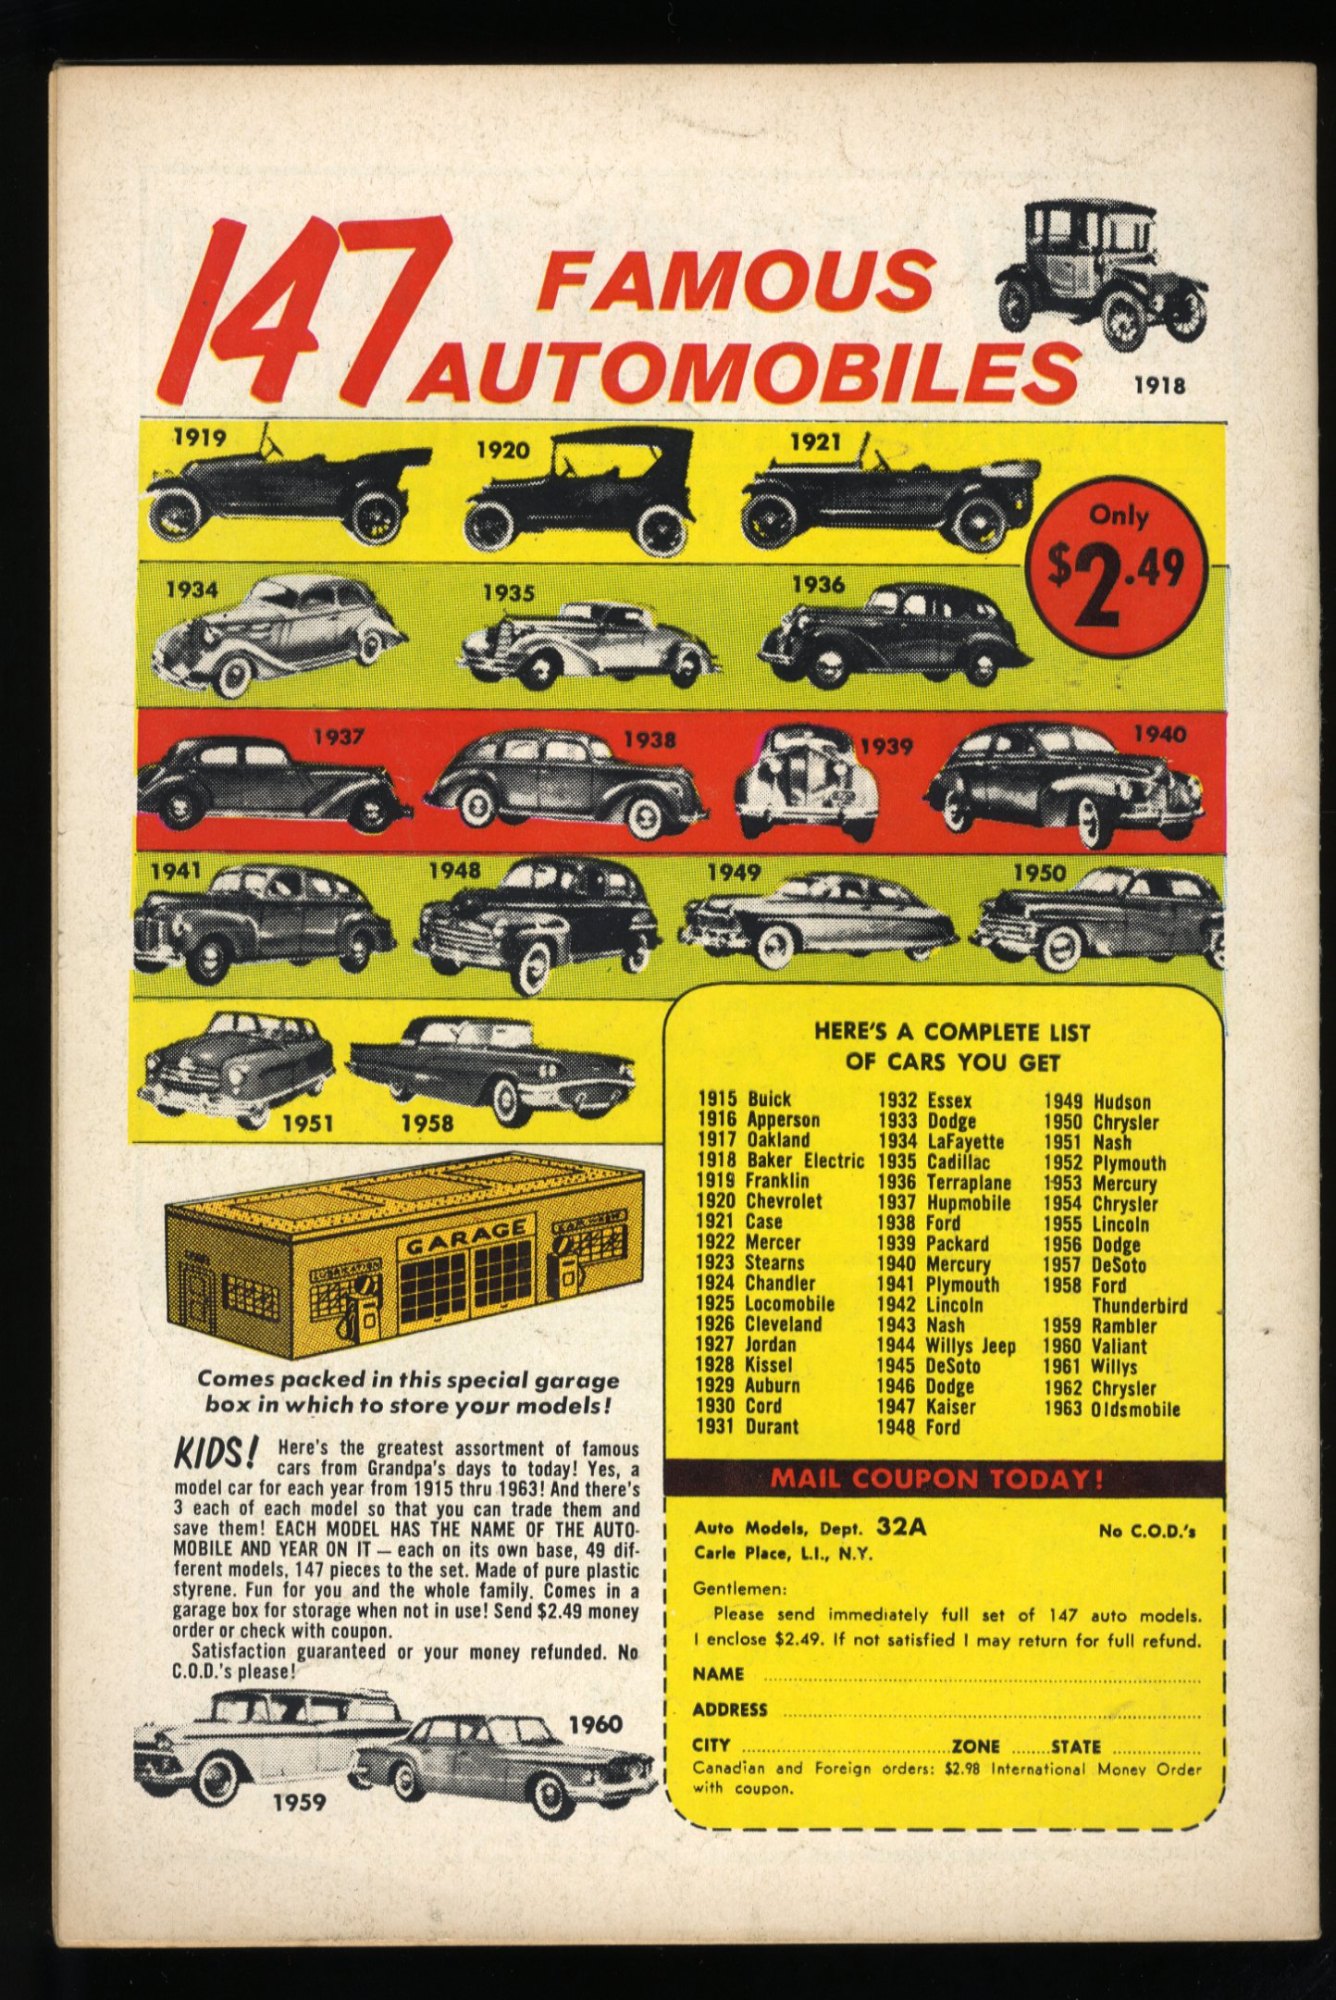 147 FAMOUS
AUTOMOBILES
1918
1919
1920
1921
Only
$2.49
1934
1935
1936
1937
1938
1939
1940
1941
1948
1949
1950
1951
1958
GARAGE
LUBRICATION
CAR WASH
Comes packed in this special garage
box in which to store your models!
KIDS! Here's the greatest assortment of famous
cars from Grandpa's days to today! Yes, a
model car for each year from 1915 thru 1963! And there's
3 each of each model so that you can trade them and
save them! EACH MODEL HAS THE NAME OF THE AUTO-
MOBILE AND YEAR ON IT — each on its own base, 49 dif-
ferent models, 147 pieces to the set. Made of pure plastic
styrene. Fun for you and the whole family. Comes in a
garage box for storage when not in use! Send $2.49 money
order or check with coupon.
Satisfaction guaranteed or your money refunded. No
C.O.D.'s please!
1959
1960
HERE'S A COMPLETE LIST
OF CARS YOU GET
1915 Buick
1916 Apperson
1917 Oakland
1918 Baker Electric
1919 Franklin
1920 Chevrolet
1921 Case
1922 Mercer
1923 Stearns
1924 Chandler
1925 Locomobile
1926 Cleveland
1927 Jordan
1928 Kissel
1929 Auburn
1930 Cord
1931 Durant
1932 Essex
1933 Dodge
1934 LaFayette
1935 Cadillac
1936 Terraplane
1937 Hupmobile
1938 Ford
1939 Packard
1940 Mercury
1941 Plymouth
1942 Lincoln
1943 Nash
1944 Willys Jeep
1945 DeSoto
1946 Dodge
1947 Kaiser
1948 Ford
1949 Hudson
1950 Chrysler
1951 Nash
1952 Plymouth
1953 Mercury
1954 Chrysler
1955 Lincoln
1956 Dodge
1957 DeSoto
1958 Ford
Thunderbird
1959 Rambler
1960 Valiant
1961 Willys
1962 Chrysler
1963 Oldsmobile
MAIL COUPON TODAY!
Auto Models, Dept. 32A No C.O.D.'s
Carle Place, L.I., N.Y.
Gentlemen:
Please send immediately full set of 147 auto models.
I enclose $2.49. If not satisfied I may return for full refund.
NAME
ADDRESS
CITY ZONE STATE
Canadian and Foreign orders: $2.98 International Money Order
with coupon.